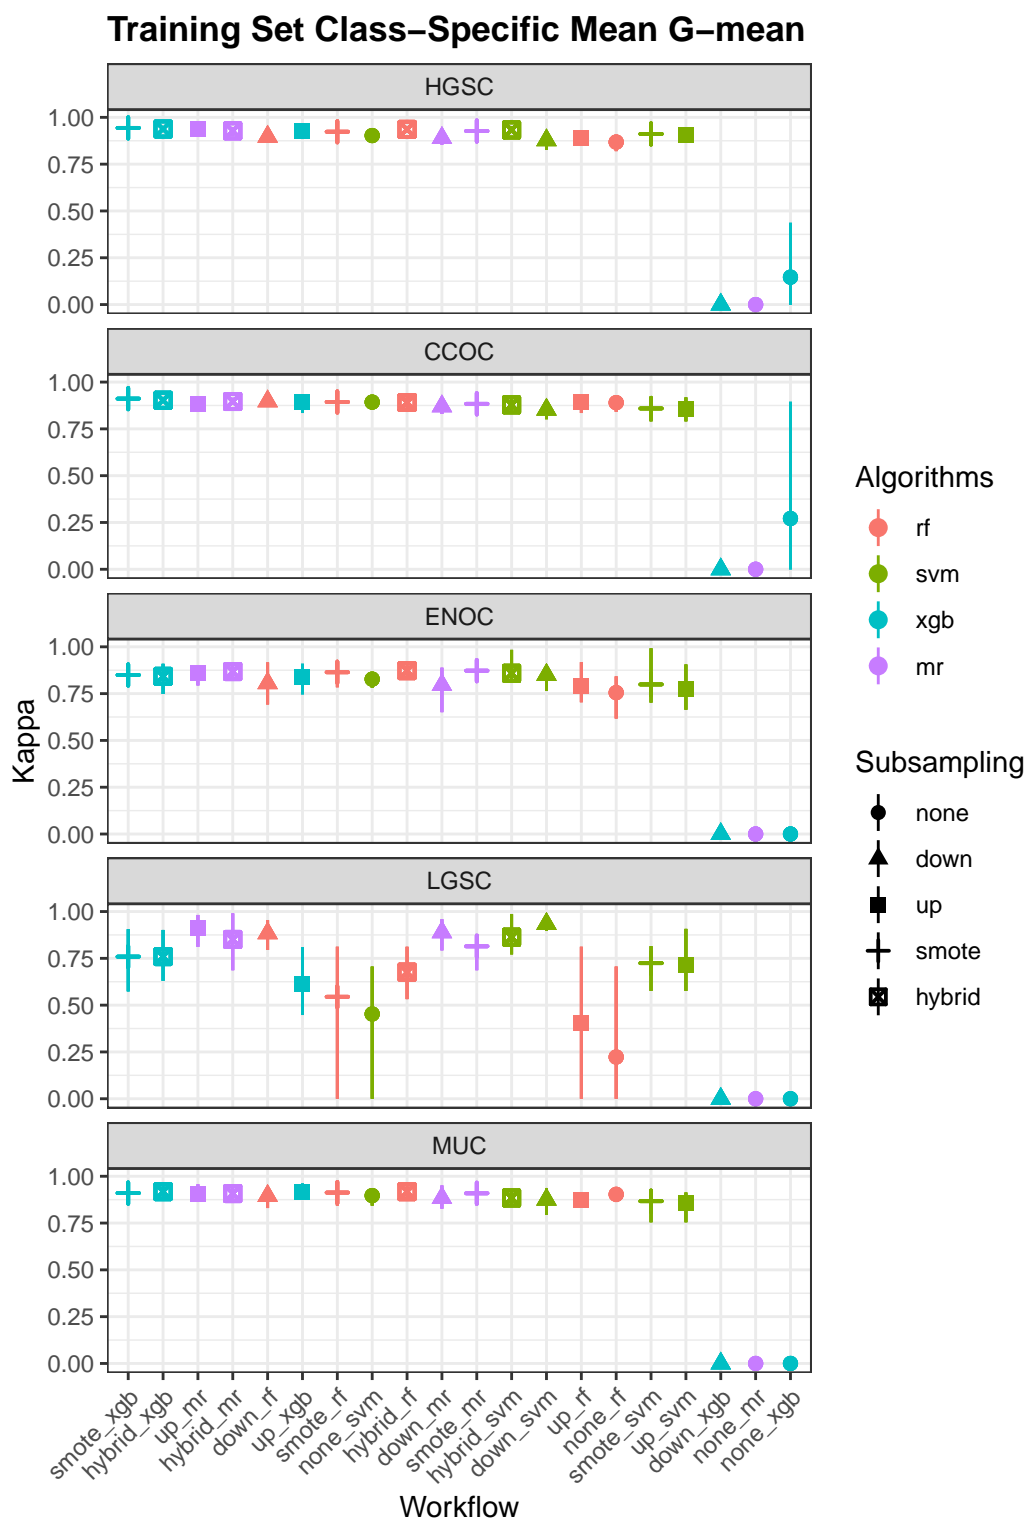 Training Set Class–Specific Mean G–mean
HGSC
1.00
0.75
0.50
0.25
0.00
CCOC
1.00
0.75
0.50
0.25
0.00
ENOC
1.00
0.75
0.50
0.25
0.00
LGSC
1.00
0.75
0.50
0.25
0.00
MUC
1.00
0.75
0.50
0.25
0.00
Kappa
smote_xgb
hybrid_xgb
up_mr
hybrid_mr
down_rf
up_xgb
smote_rf
none_svm
hybrid_rf
down_mr
smote_mr
hybrid_svm
down_svm
up_rf
none_rf
smote_svm
up_svm
down_xgb
none_mr
none_xgb
Workflow
Algorithms
rf
svm
xgb
mr
Subsampling
none
down
up
smote
hybrid